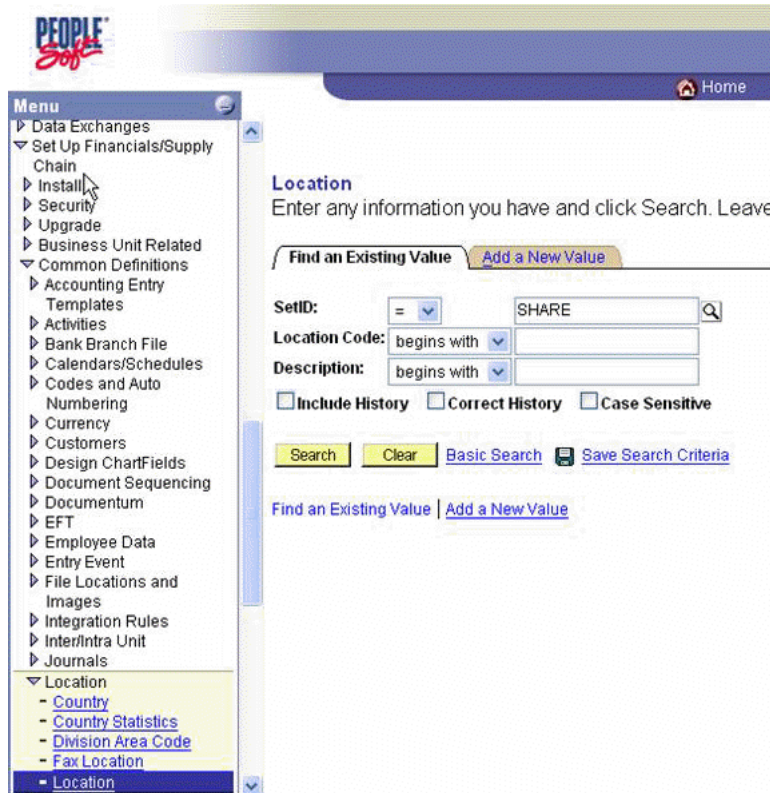 PEOPLE
Soft
Home
Menu
Data Exchanges
Set Up Financials/Supply
Chain
Install
Security
Upgrade
Business Unit Related
Common Definitions
Accounting Entry
Templates
Activities
Bank Branch File
Calendars/Schedules
Codes and Auto
Numbering
Currency
Customers
Design ChartFields
Document Sequencing
Documentum
EFT
Employee Data
Entry Event
File Locations and
Images
Integration Rules
Inter/Intra Unit
Journals
Location
- Country
- Country Statistics
- Division Area Code
- Fax Location
- Location
Location
Enter any information you have and click Search. Leave
Find an Existing Value Add a New Value
SetID: = SHARE
Location Code: begins with
Description: begins with
Include History Correct History Case Sensitive
Search Clear Basic Search Save Search Criteria
Find an Existing Value | Add a New Value